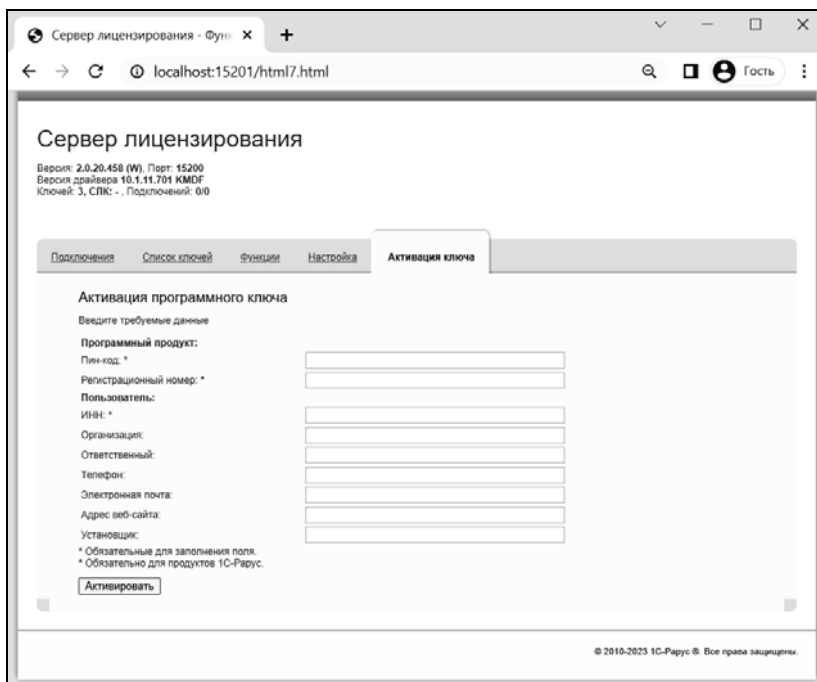 Сервер лицензирования - Фун
localhost:15201/html7.html
Гость
Сервер лицензирования
Версия: 2.0.20.458 (W), Порт: 15200
Версия драйвера 10.1.11.701 KMDF
Ключей: 3, СЛК: - , Подключений: 0/0
Подключения Список ключей Функции Настройка Активация ключа
Активация программного ключа
Введите требуемые данные
Программный продукт:
Пин-код: *
Регистрационный номер: *
Пользователь:
ИНН: *
Организация:
Ответственный:
Телефон:
Электронная почта:
Адрес веб-сайта:
Установщик:
* Обязательные для заполнения поля.
* Обязательно для продуктов 1С-Рарус.
Активировать
© 2010-2023 1С-Рарус ®. Все права защищены.